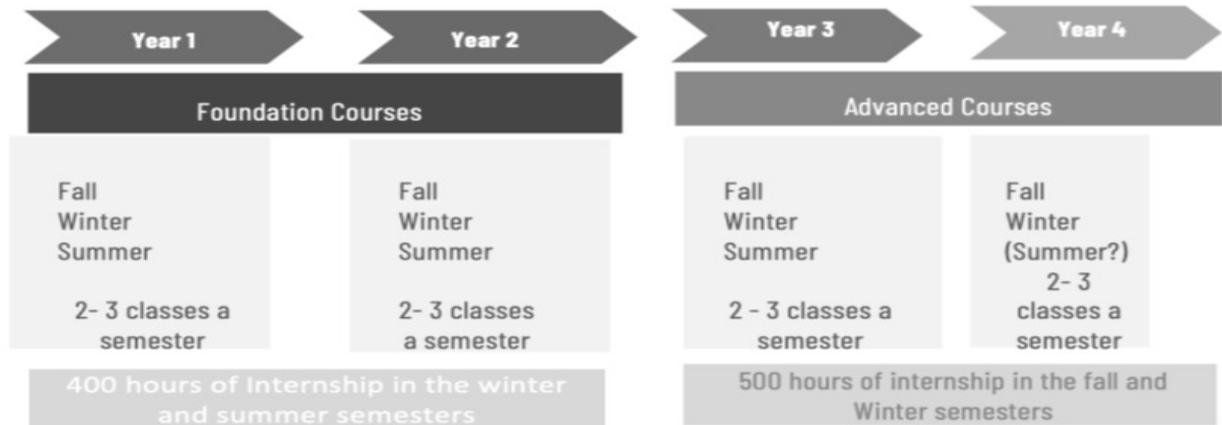 Year 1
Year 2
Year 3
Year 4
Foundation Courses
Advanced Courses
Fall
Winter
Summer
2- 3 classes a
semester
Fall
Winter
Summer
2- 3 classes
a semester
Fall
Winter
Summer
2 - 3 classes a
semester
Fall
Winter
(Summer?)
2- 3
classes a
semester
400 hours of Internship in the winter
and summer semesters
500 hours of internship in the fall and
Winter semesters